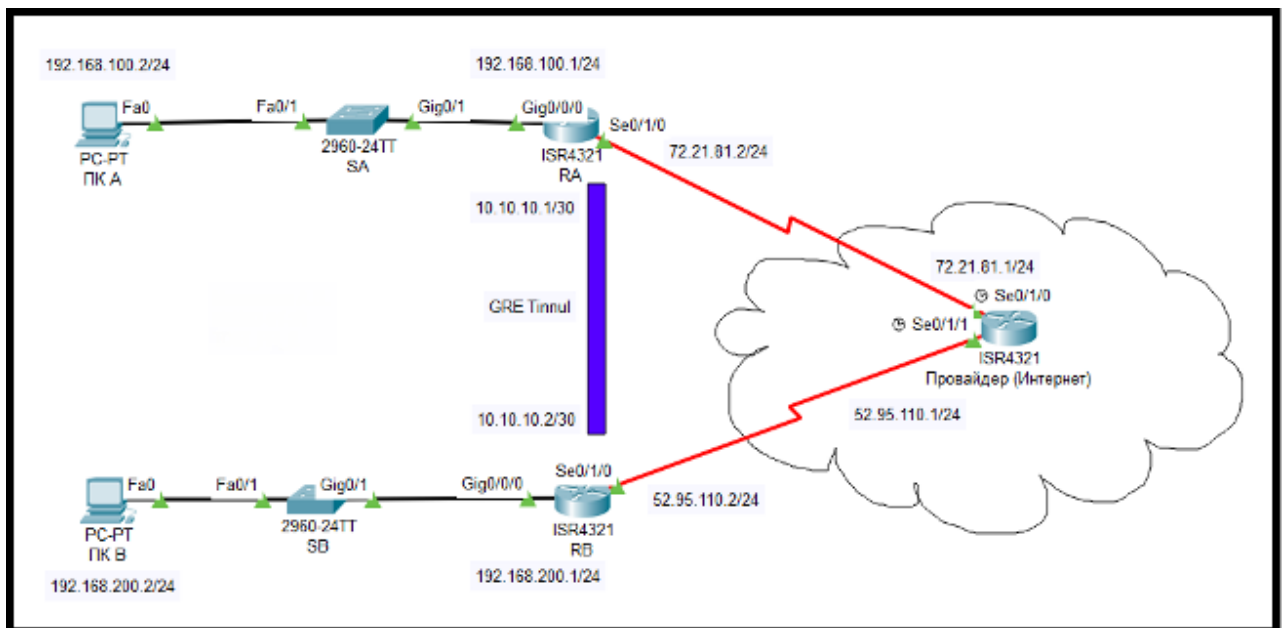 192.168.100.2/24
192.168.100.1/24
Fa0
Fa0/1
Gig0/1
Gig0/0/0
Se0/1/0
PC-PT
ПК A
2960-24TT
SA
ISR4321
RA
72.21.81.2/24
10.10.10.1/30
72.21.81.1/24
Se0/1/0
GRE Tinnul
Se0/1/1
ISR4321
Провайдер (Интернет)
10.10.10.2/30
52.95.110.1/24
Fa0
Fa0/1
Gig0/1
Gig0/0/0
Se0/1/0
52.95.110.2/24
PC-PT
ПК B
2960-24TT
SB
ISR4321
RB
192.168.200.2/24
192.168.200.1/24